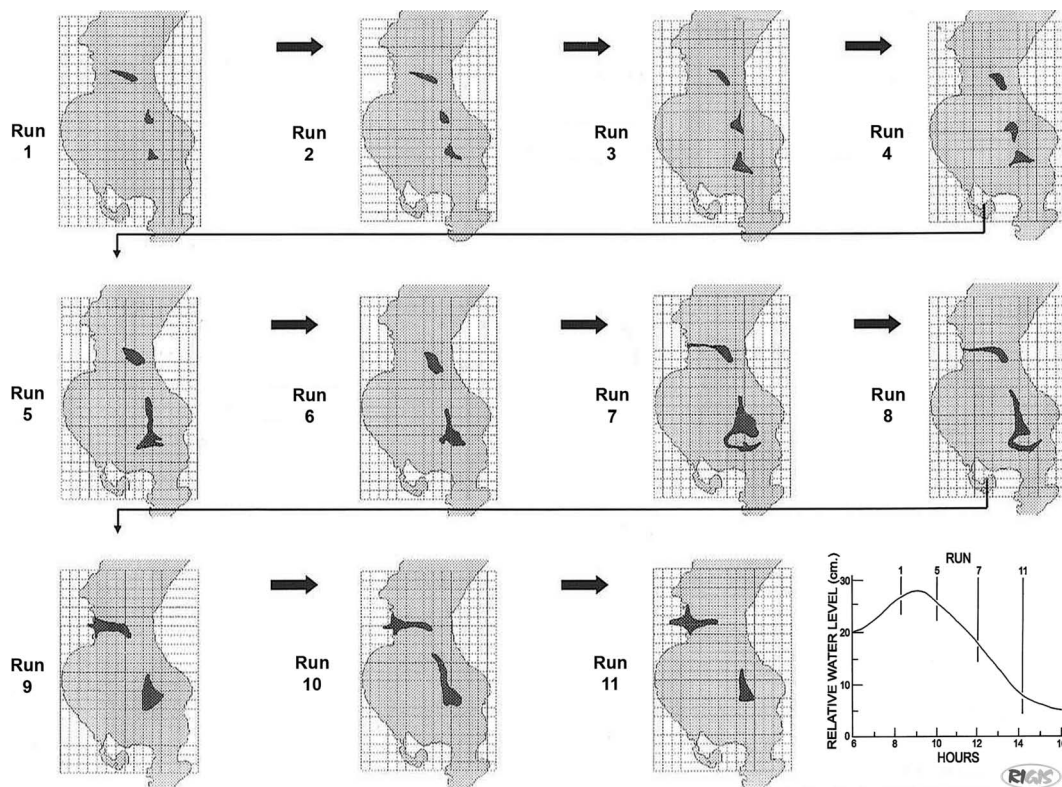 Run
1
Run
2
Run
3
Run
4
Run
5
Run
6
Run
7
Run
8
Run
9
Run
10
Run
11
RUN
1 5 7 11
RELATIVE WATER LEVEL (cm.)
30
20
10
0
6 8 10 12 14 16
HOURS
RIGIS